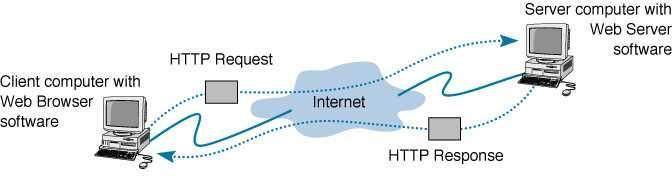 Server computer with
Web Server
software
HTTP Request
Client computer with
Web Browser
software
Internet
HTTP Response